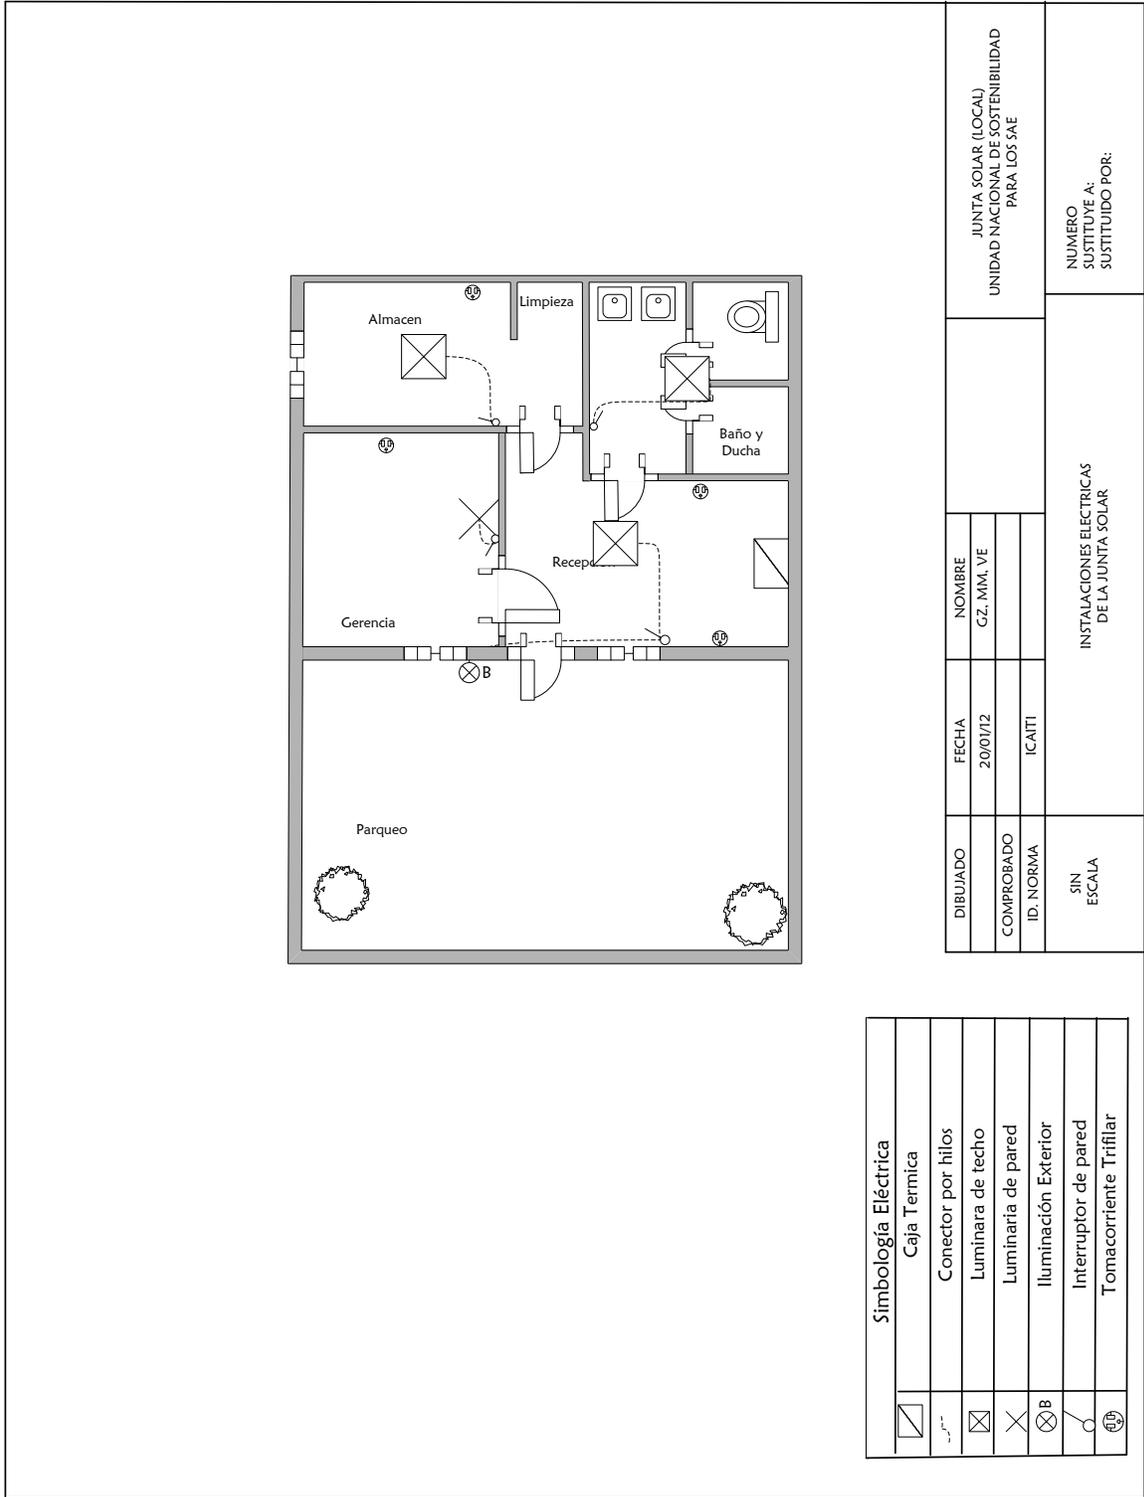 Almacen
Limpieza
Baño y
Ducha
Gerencia
B
Parqueo
JUNTA SOLAR (LOCAL)
UNIDAD NACIONAL DE SOSTENIBILIDAD
PARA LOS SAE
NUMERO
SUSTITUYE A:
SUSTITUIDO POR:
DIBUJADO
FECHA
NOMBRE
20/01/12
GZ, MM, VE
COMPROBADO
ID. NORMA
ICAITI
SIN
ESCALA
INSTALACIONES ELECTRICAS
DE LA JUNTA SOLAR
Simbología Eléctrica
Caja Termica
Conector por hilos
Luminara de techo
Luminaria de pared
B Iluminación Exterior
Interruptor de pared
Tomacorriente Trifilar